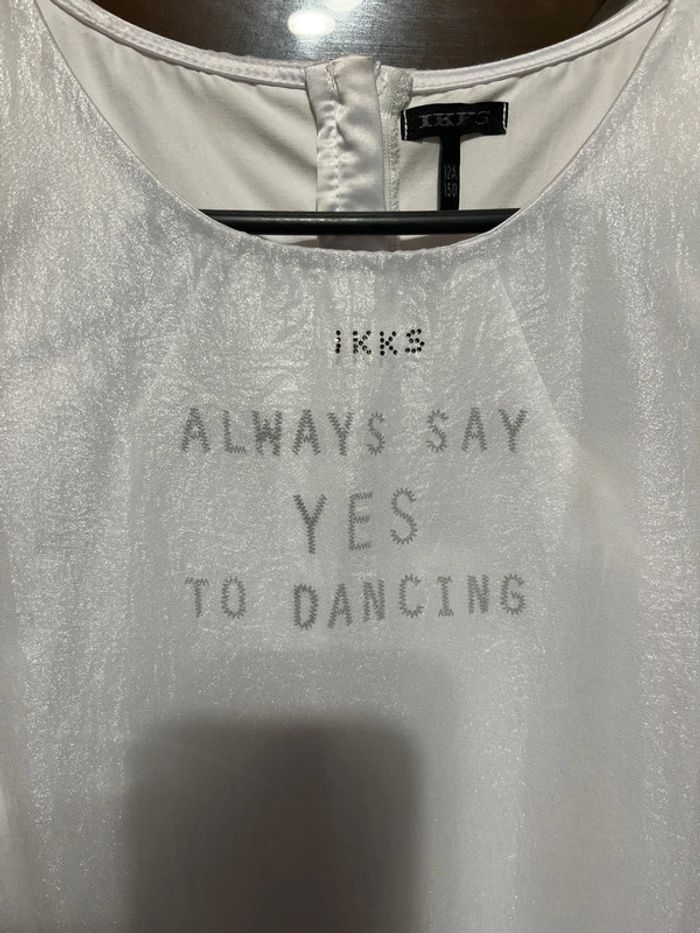 IKKS
12A
150
IKKS
ALWAYS SAY
YES
TO DANCING